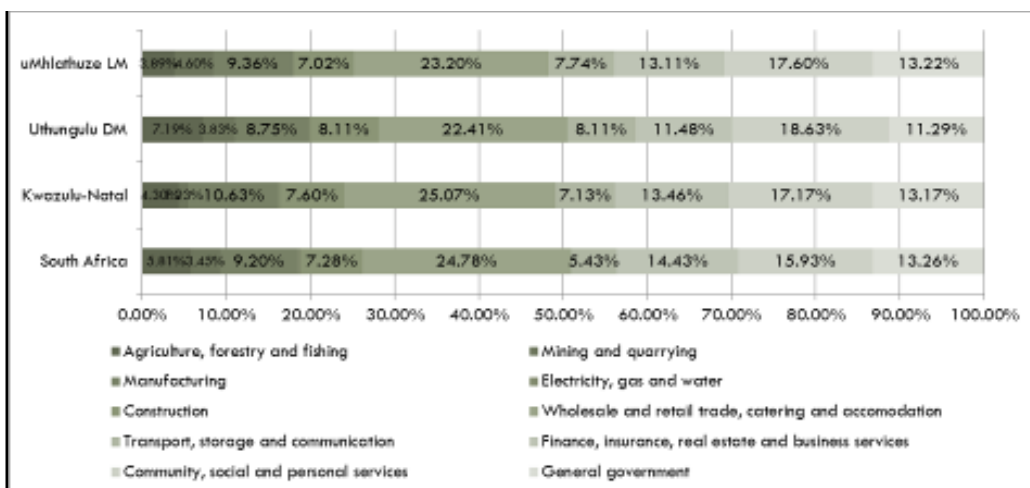 uMhlathuze LM 3.89% 4.60% 9.36% 7.02% 23.20% 7.74% 13.11% 17.60% 13.22%
Uthungulu DM 7.19% 3.83% 8.75% 8.11% 22.41% 8.11% 11.48% 18.63% 11.29%
Kwazulu-Natal 10.63% 7.60% 25.07% 7.13% 13.46% 17.17% 13.17%
South Africa 3.45% 9.20% 7.28% 24.78% 5.43% 14.43% 15.93% 13.26%
0.00% 10.00% 20.00% 30.00% 40.00% 50.00% 60.00% 70.00% 80.00% 90.00% 100.00%
Agriculture, forestry and fishing Mining and quarrying
Manufacturing Electricity, gas and water
Construction Wholesale and retail trade, catering and accomodation
Transport, storage and communication Finance, insurance, real estate and business services
Community, social and personal services General government